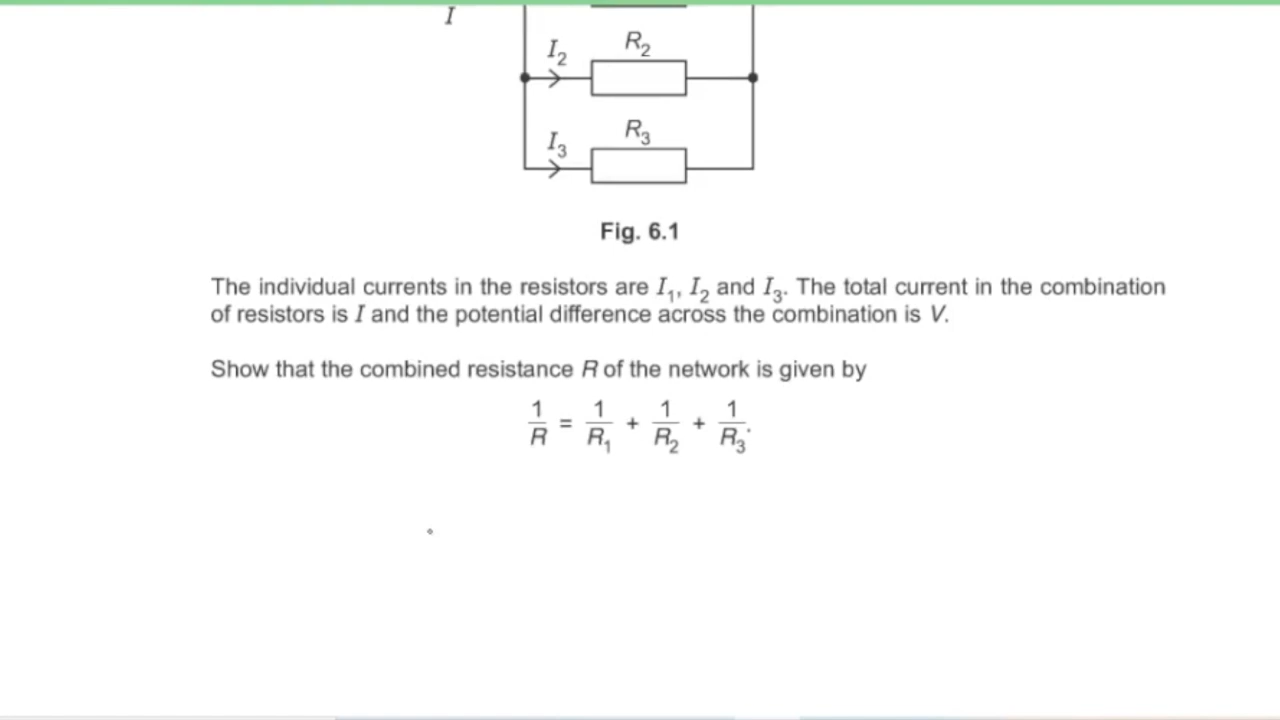 I
I₂
R₂
I₃
R₃
Fig. 6.1
The individual currents in the resistors are I₁, I₂ and I₃. The total current in the combination
of resistors is I and the potential difference across the combination is V.
Show that the combined resistance R of the network is given by
1/R = 1/R₁ + 1/R₂ + 1/R₃.